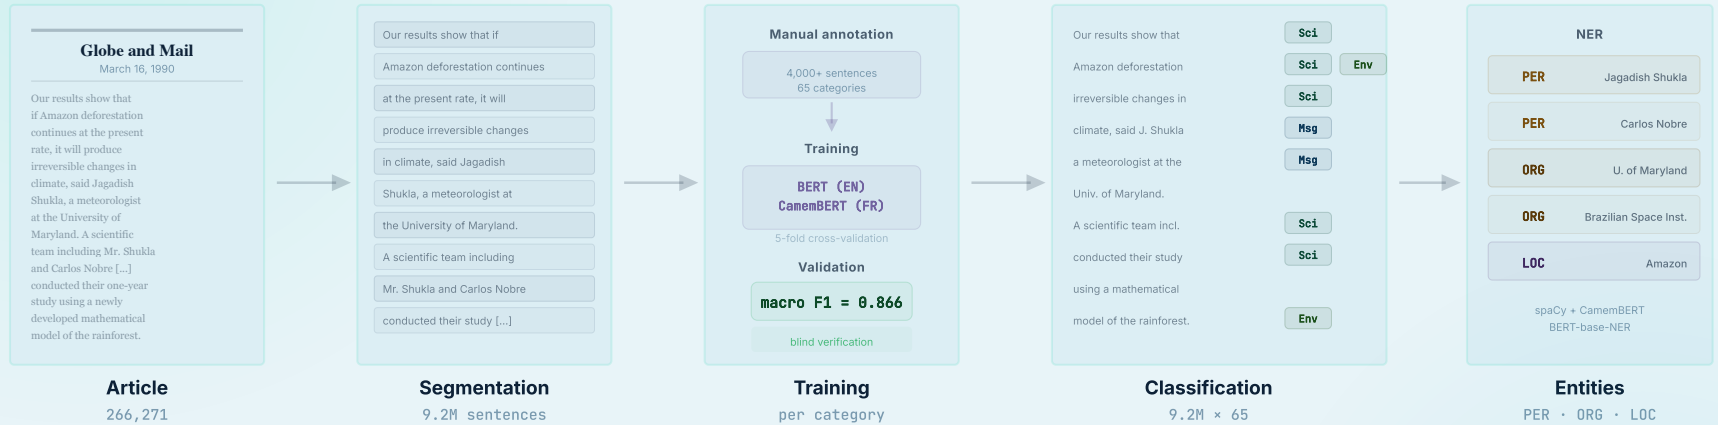 Globe and Mail
March 16, 1990
Our results show that
if Amazon deforestation
continues at the present
rate, it will produce
irreversible changes in
climate, said Jagadish
Shukla, a meteorologist
at the University of
Maryland. A scientific
team including Mr. Shukla
and Carlos Nobre [...]
conducted their one-year
study using a newly
developed mathematical
model of the rainforest.
Article
266,271
Our results show that if
Amazon deforestation continues
at the present rate, it will
produce irreversible changes
in climate, said Jagadish
Shukla, a meteorologist at
the University of Maryland.
A scientific team including
Mr. Shukla and Carlos Nobre
conducted their study [...]
Segmentation
9.2M sentences
Manual annotation
4,000+ sentences
65 categories
Training
BERT (EN)
CamemBERT (FR)
5-fold cross-validation
Validation
macro F1 = 0.866
blind verification
Training
per category
Our results show that Sci
Amazon deforestation Sci Env
irreversible changes in Sci
climate, said J. Shukla Msg
a meteorologist at the Msg
Univ. of Maryland.
A scientific team incl. Sci
conducted their study Sci
using a mathematical
model of the rainforest. Env
Classification
9.2M × 65
NER
PER Jagadish Shukla
PER Carlos Nobre
ORG U. of Maryland
ORG Brazilian Space Inst.
LOC Amazon
spaCy + CamemBERT
BERT-base-NER
Entities
PER · ORG · LOC